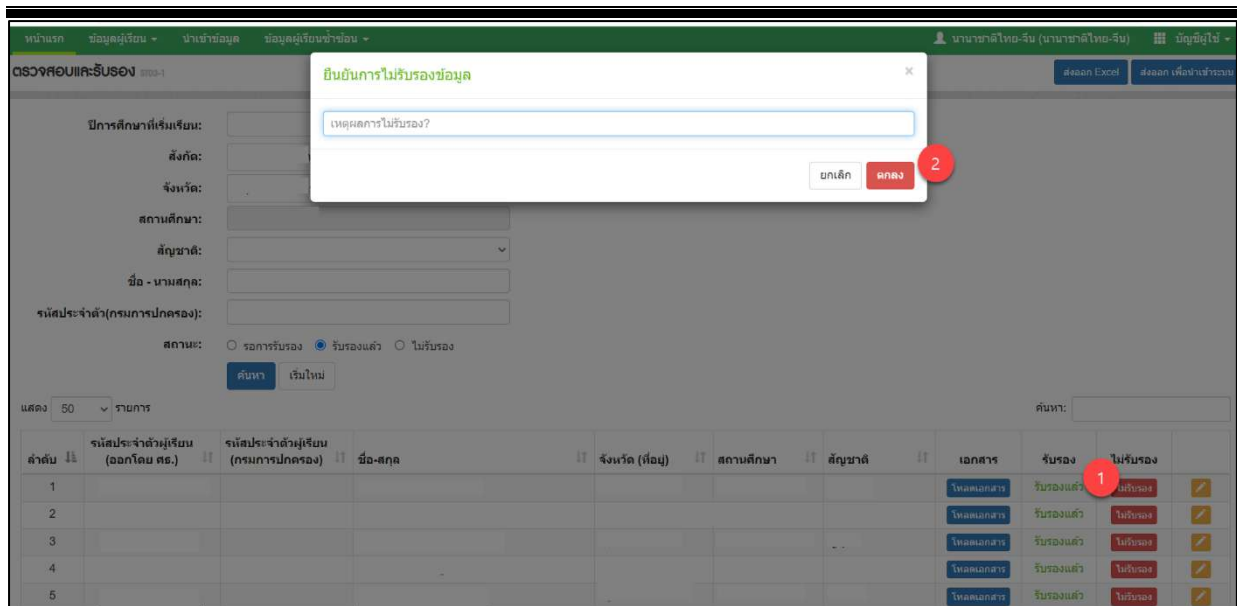 หน้าแรก ข้อมูลผู้เรียน นำเข้าข้อมูล ข้อมูลผู้เรียนซ้ำซ้อน นานาชาติไทย-จีน (นานาชาติไทย-จีน) บัญชีผู้ใช้
ตรวจสอบและรับรอง
ส่งออก Excel ส่งออก เพื่อนำเข้าระบบ
ยืนยันการไม่รับรองข้อมูล ×
เหตุผลการไม่รับรอง?
ยกเลิก ตกลง 2
ปีการศึกษาที่เริ่มเรียน:
สังกัด:
จังหวัด:
สถานศึกษา:
สัญชาติ:
ชื่อ - นามสกุล:
รหัสประจำตัว(กรมการปกครอง):
สถานะ: รอการรับรอง รับรองแล้ว ไม่รับรอง
ค้นหา เริ่มใหม่
แสดง 50 รายการ ค้นหา:
ลำดับ รหัสประจำตัวผู้เรียน (ออกโดย ศธ.) รหัสประจำตัวผู้เรียน (กรมการปกครอง) ชื่อ-สกุล จังหวัด (ที่อยู่) สถานศึกษา สัญชาติ เอกสาร รับรอง ไม่รับรอง
1 โหลดเอกสาร รับรองแล้ว 1 ไม่รับรอง
2 โหลดเอกสาร รับรองแล้ว ไม่รับรอง
3 โหลดเอกสาร รับรองแล้ว ไม่รับรอง
4 โหลดเอกสาร รับรองแล้ว ไม่รับรอง
5 โหลดเอกสาร รับรองแล้ว ไม่รับรอง